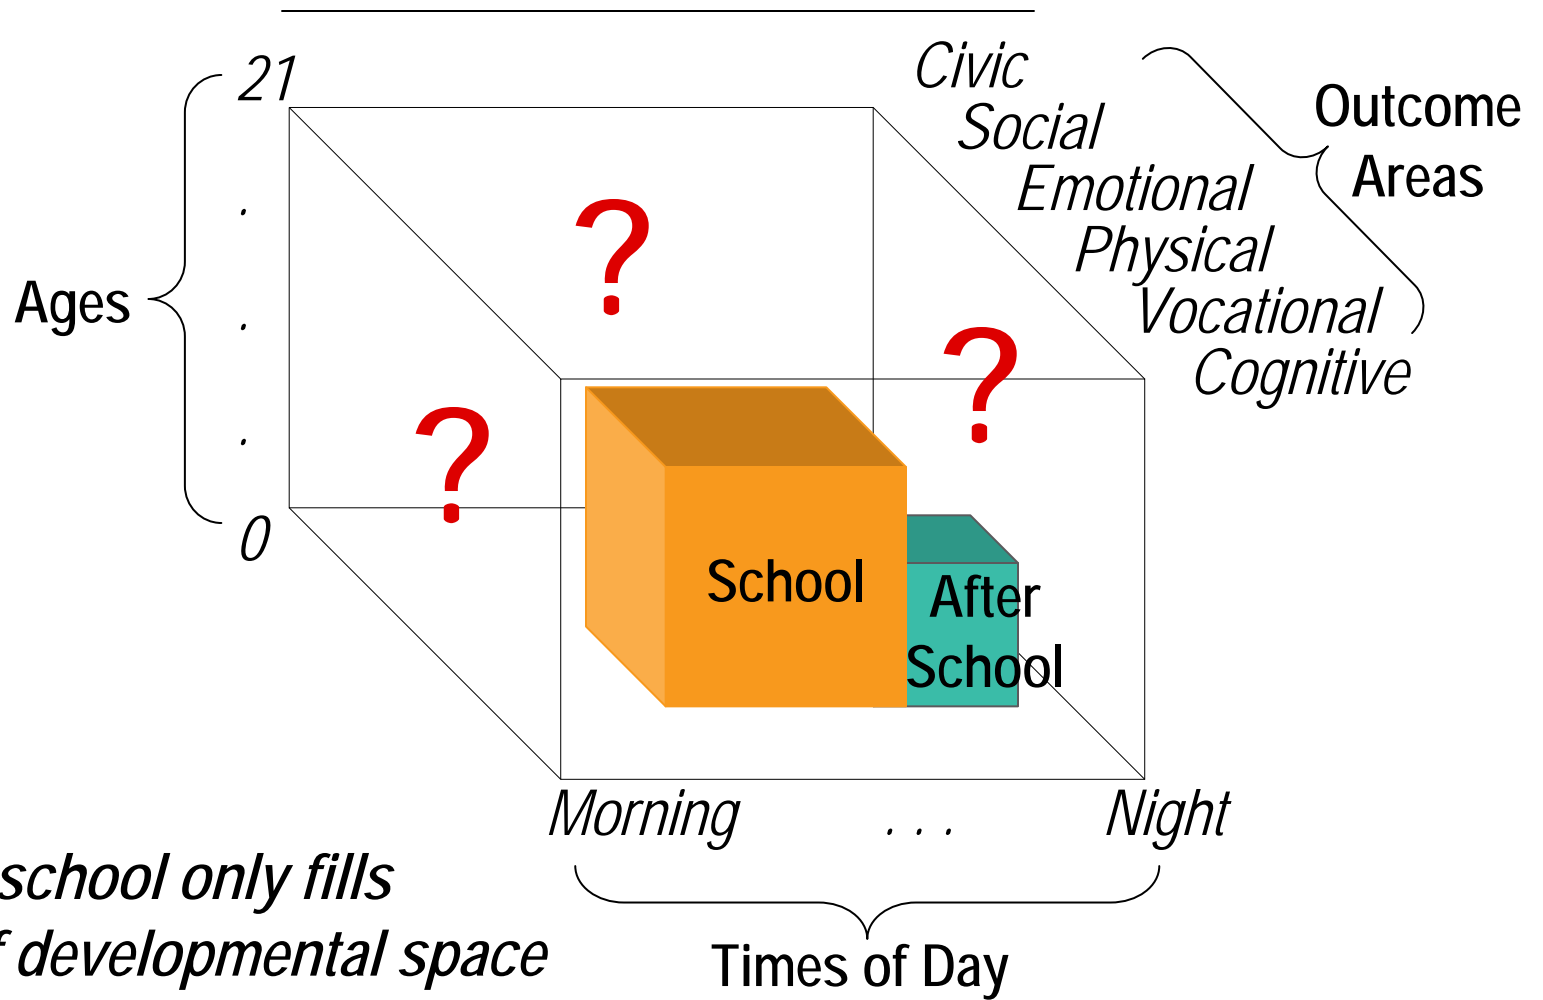 21
Civic
Social
Emotional
Physical
Vocational
Cognitive
Outcome
Areas
.
?
Ages
.
?
?
.
0
School
After
School
Morning
. . .
Night
school only fills
developmental space
Times of Day